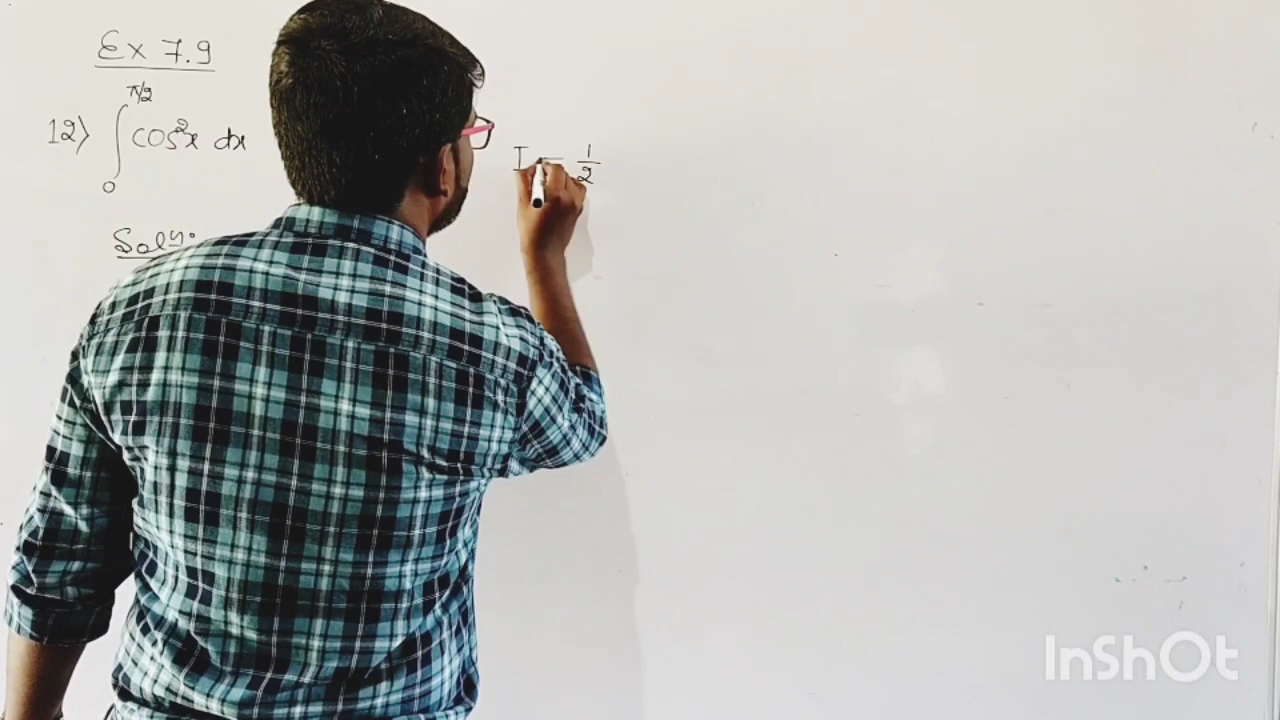 Ex 7.9
12) ∫₀^(π/2) cos²x dx
Soln:
I = 1/2
InShOt